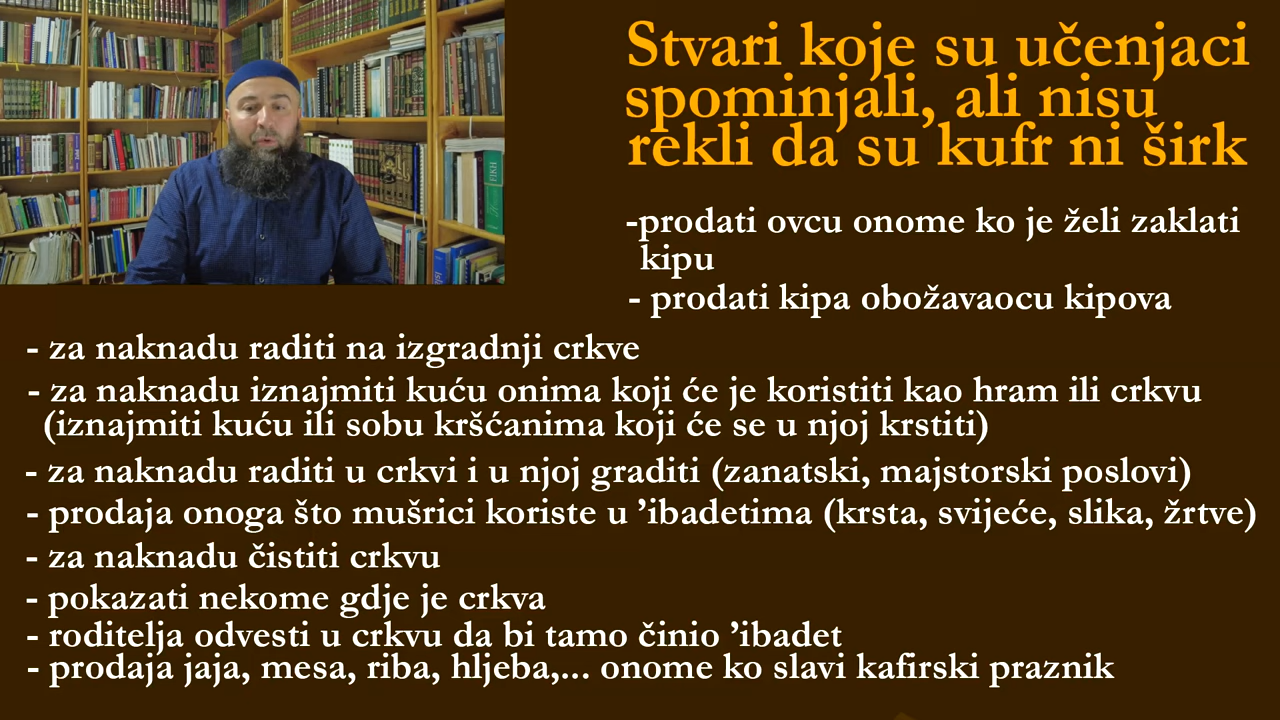 Stvari koje su učenjaci
spominjali, ali nisu
rekli da su kufr ni širk
-prodati ovcu onome ko je želi zaklati
kipu
- prodati kipa obožavaocu kipova
- za naknadu raditi na izgradnji crkve
- za naknadu iznajmiti kuću onima koji će je koristiti kao hram ili crkvu
(iznajmiti kuću ili sobu kršćanima koji će se u njoj krstiti)
- za naknadu raditi u crkvi i u njoj graditi (zanatski, majstorski poslovi)
- prodaja onoga što mušrici koriste u ’ibadetima (krsta, svijeće, slika, žrtve)
- za naknadu čistiti crkvu
- pokazati nekome gdje je crkva
- roditelja odvesti u crkvu da bi tamo činio ’ibadet
- prodaja jaja, mesa, riba, hljeba,... onome ko slavi kafirski praznik